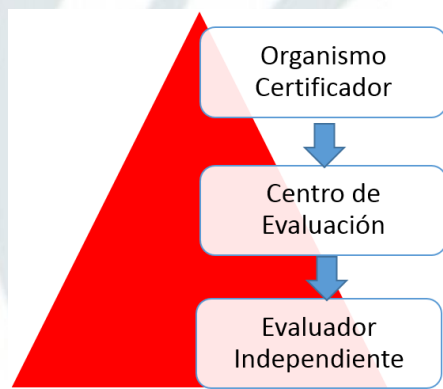 Organismo
Certificador
Centro de
Evaluación
Evaluador
Independiente